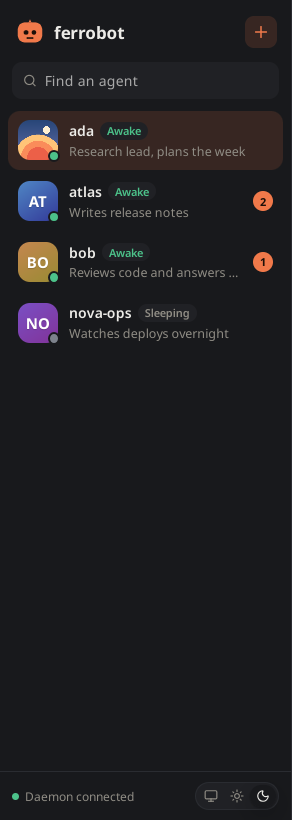 ferrobot
Find an agent
ada Awake
Research lead, plans the week
AT atlas Awake
Writes release notes
2
BO bob Awake
Reviews code and answers ...
1
NO nova-ops Sleeping
Watches deploys overnight
Daemon connected